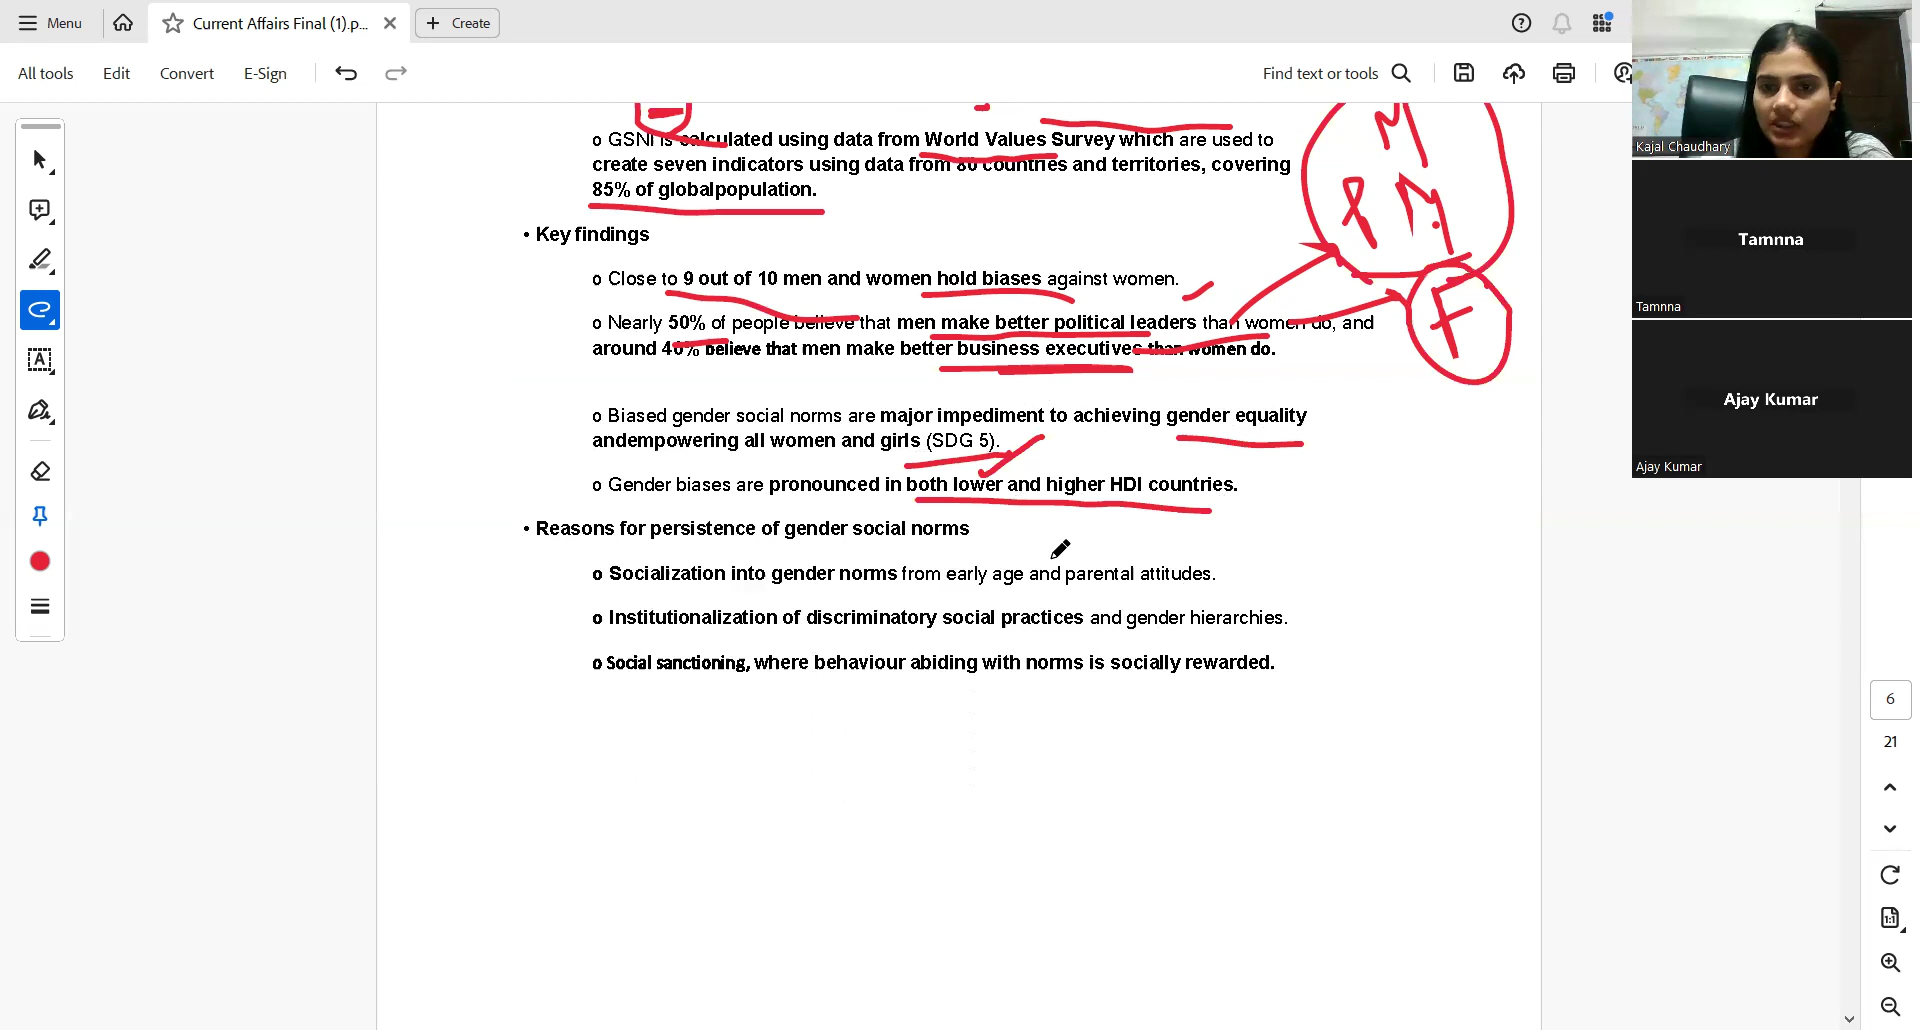 Menu
Current Affairs Final (1).p...
Create
All tools
Edit
Convert
E-Sign
Find text or tools
o GSNI is calculated using data from World Values Survey which are used to
create seven indicators using data from 80 countries and territories, covering
85% of globalpopulation.
• Key findings
o Close to 9 out of 10 men and women hold biases against women.
o Nearly 50% of people believe that men make better political leaders than women do, and
around 40% believe that men make better business executives than women do.
o Biased gender social norms are major impediment to achieving gender equality
andempowering all women and girls (SDG 5).
o Gender biases are pronounced in both lower and higher HDI countries.
• Reasons for persistence of gender social norms
o Socialization into gender norms from early age and parental attitudes.
o Institutionalization of discriminatory social practices and gender hierarchies.
o Social sanctioning, where behaviour abiding with norms is socially rewarded.
M
PM
F
Kajal Chaudhary
Tamnna
Tamnna
Ajay Kumar
Ajay Kumar
6
21
1:1